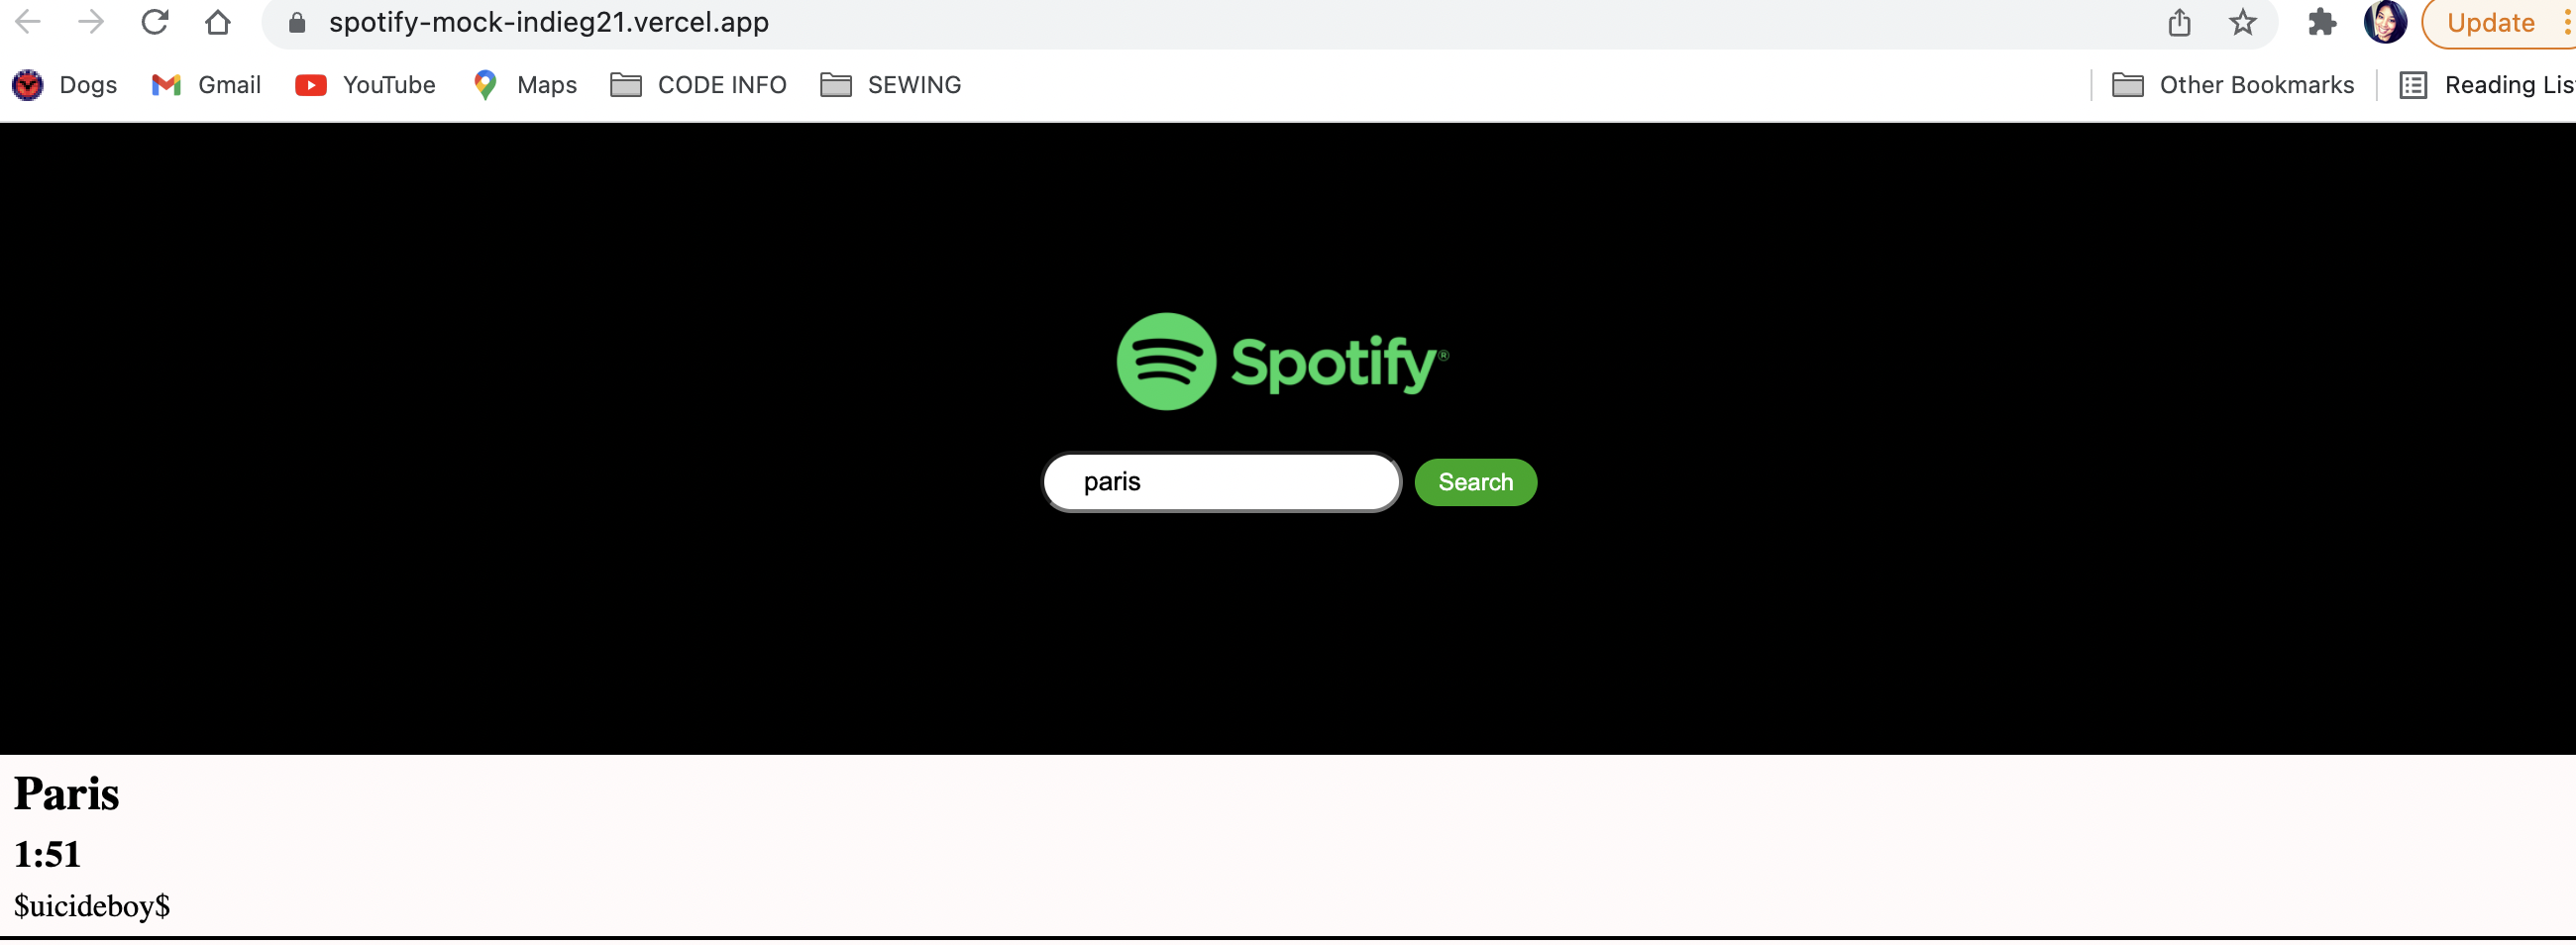 spotify-mock-indieg21.vercel.app
Update
Dogs Gmail YouTube Maps CODE INFO SEWING Other Bookmarks Reading Lis
Spotify®
paris Search
Paris
1:51
$uicideboy$